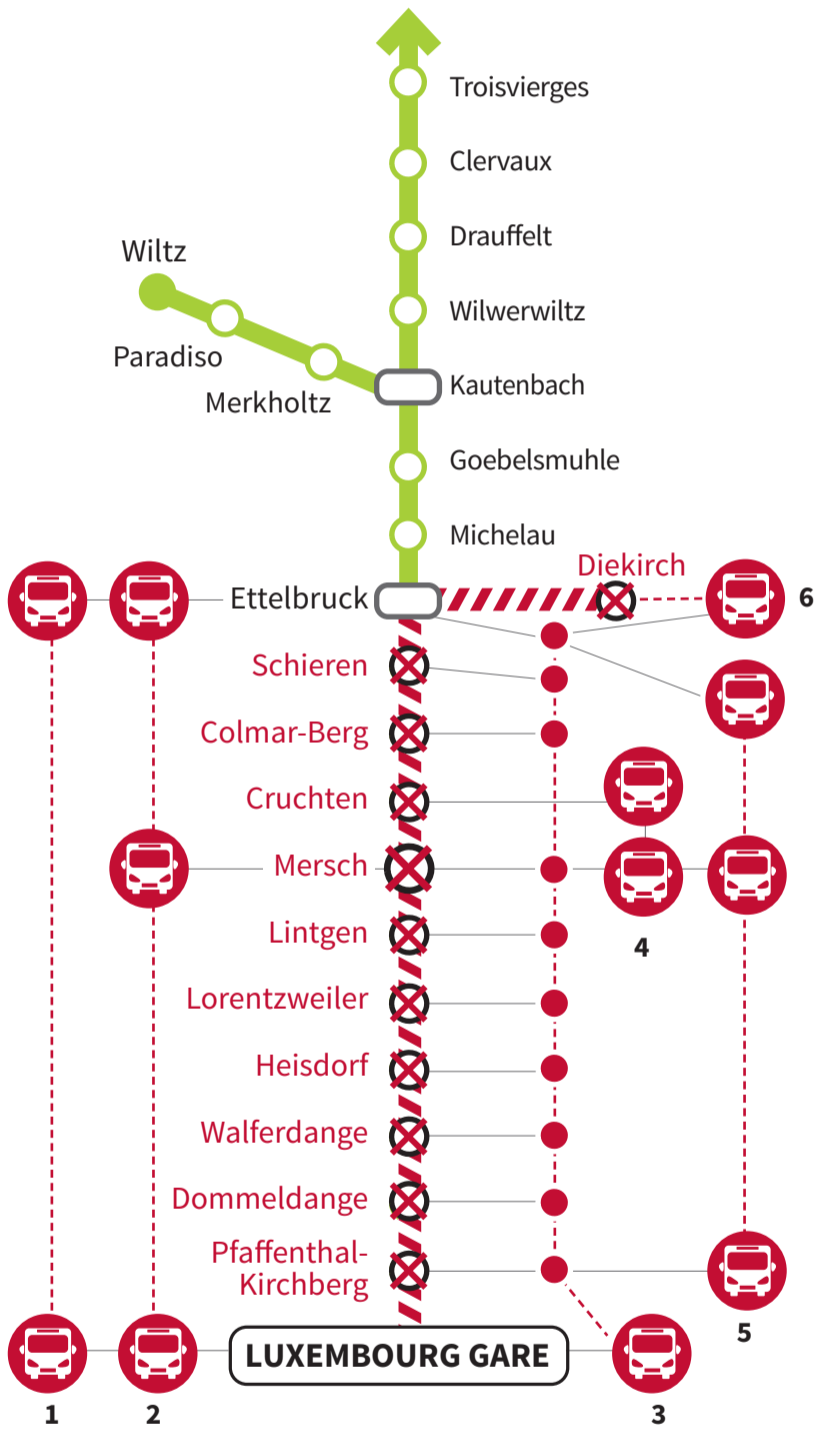 Troisvierges
Clervaux
Drauffelt
Wiltz
Wilwerwiltz
Paradiso
Kautenbach
Merkholtz
Goebelsmuhle
Michelau
Diekirch
Ettelbruck
6
Schieren
Colmar-Berg
Cruchten
Mersch
Lintgen
4
Lorentzweiler
Heisdorf
Walferdange
Dommeldange
Pfaffenthal-
Kirchberg
5
LUXEMBOURG GARE
1
2
3